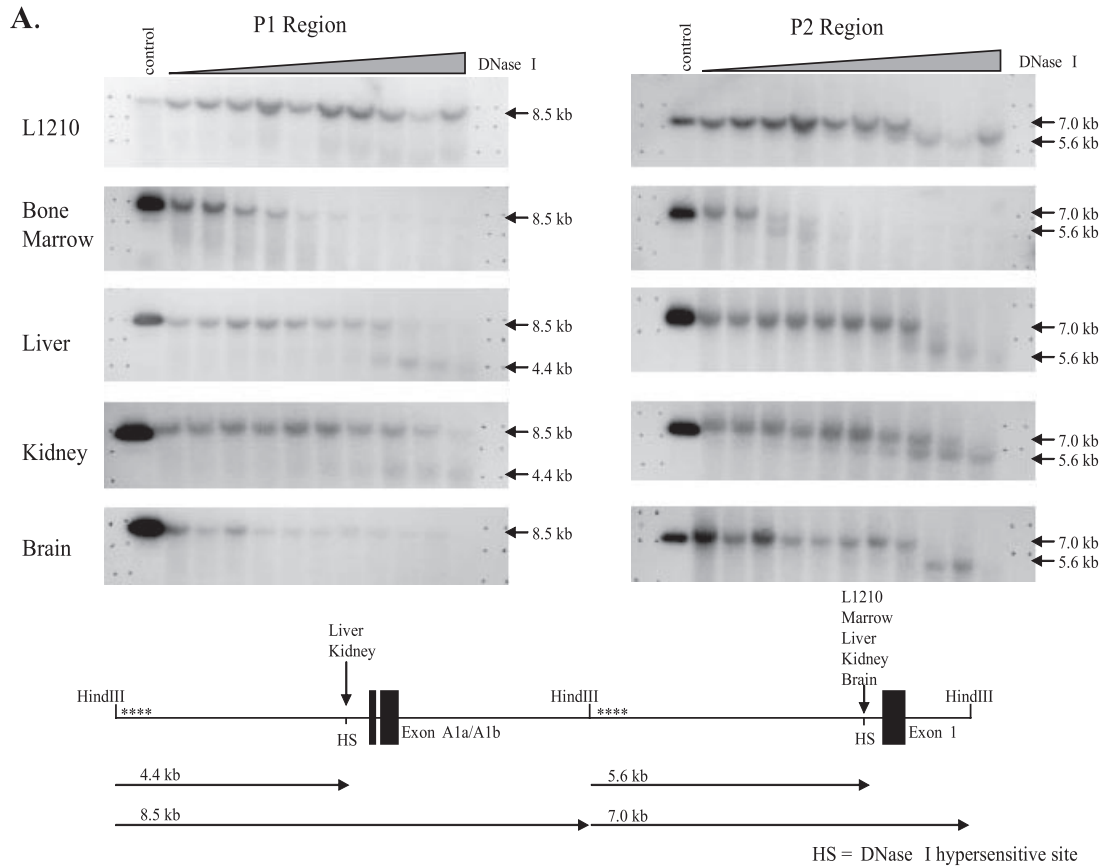 A.
P1 Region
control
DNase I
L1210
8.5 kb
Bone
Marrow
8.5 kb
Liver
8.5 kb
4.4 kb
Kidney
8.5 kb
4.4 kb
Brain
8.5 kb
P2 Region
control
DNase I
7.0 kb
5.6 kb
7.0 kb
5.6 kb
7.0 kb
5.6 kb
7.0 kb
5.6 kb
7.0 kb
5.6 kb
Liver
Kidney
L1210
Marrow
Liver
Kidney
Brain
HindIII
HindIII
HindIII
****
****
HS
Exon A1a/A1b
HS
Exon 1
4.4 kb
5.6 kb
8.5 kb
7.0 kb
HS = DNase I hypersensitive site